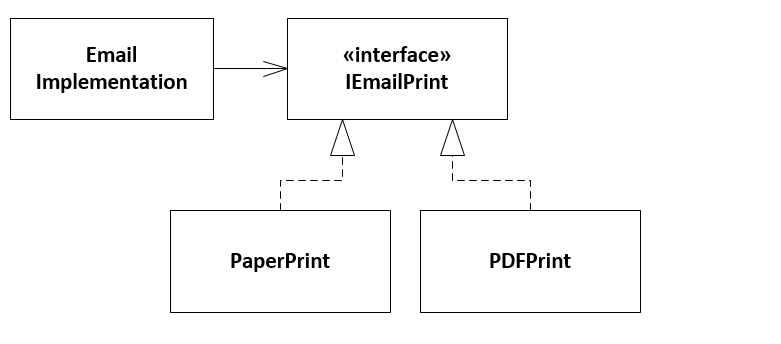 Email
Implementation
«interface»
IEmailPrint
PaperPrint
PDFPrint